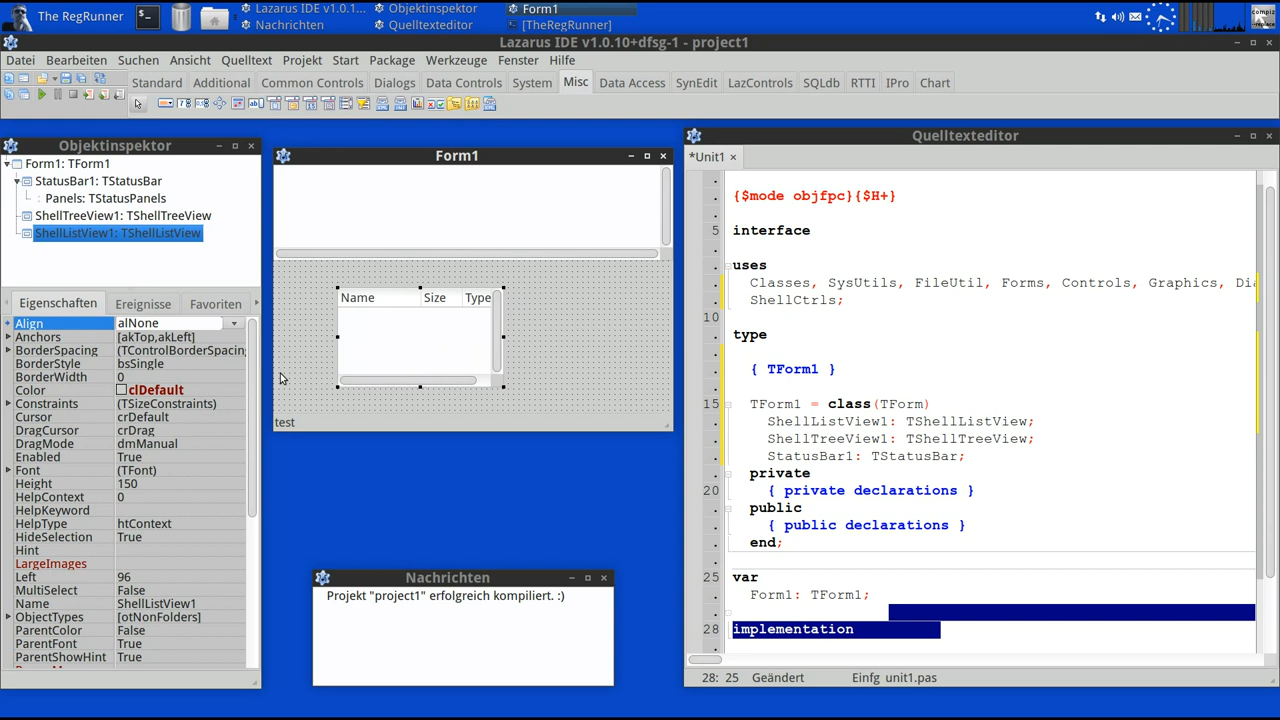 The RegRunner
Lazarus IDE v1.0.1...
Nachrichten
Objektinspektor
Quelltexteditor
Form1
[TheRegRunner]
compiz
--replace
Lazarus IDE v1.0.10+dfsg-1 - project1
Datei Bearbeiten Suchen Ansicht Quelltext Projekt Start Package Werkzeuge Fenster Hilfe
Standard Additional Common Controls Dialogs Data Controls System Misc Data Access SynEdit LazControls SQLdb RTTI IPro Chart
Objektinspektor
Form1: TForm1
StatusBar1: TStatusBar
Panels: TStatusPanels
ShellTreeView1: TShellTreeView
ShellListView1: TShellListView
Eigenschaften Ereignisse Favoriten
Align alNone
Anchors [akTop,akLeft]
BorderSpacing (TControlBorderSpacing
BorderStyle bsSingle
BorderWidth 0
Color clDefault
Constraints (TSizeConstraints)
Cursor crDefault
DragCursor crDrag
DragMode dmManual
Enabled True
Font (TFont)
Height 150
HelpContext 0
HelpKeyword
HelpType htContext
HideSelection True
Hint
LargeImages
Left 96
MultiSelect False
Name ShellListView1
ObjectTypes [otNonFolders]
ParentColor False
ParentFont True
ParentShowHint True
Form1
Name Size Type
test
Nachrichten
Projekt "project1" erfolgreich kompiliert. :)
Quelltexteditor
*Unit1
{$mode objfpc}{$H+}
5 interface
uses
Classes, SysUtils, FileUtil, Forms, Controls, Graphics, Dia
ShellCtrls;
10
type
{ TForm1 }
15 TForm1 = class(TForm)
ShellListView1: TShellListView;
ShellTreeView1: TShellTreeView;
StatusBar1: TStatusBar;
private
20 { private declarations }
public
{ public declarations }
end;
25 var
Form1: TForm1;
28 implementation
28: 25 Geändert Einfg unit1.pas